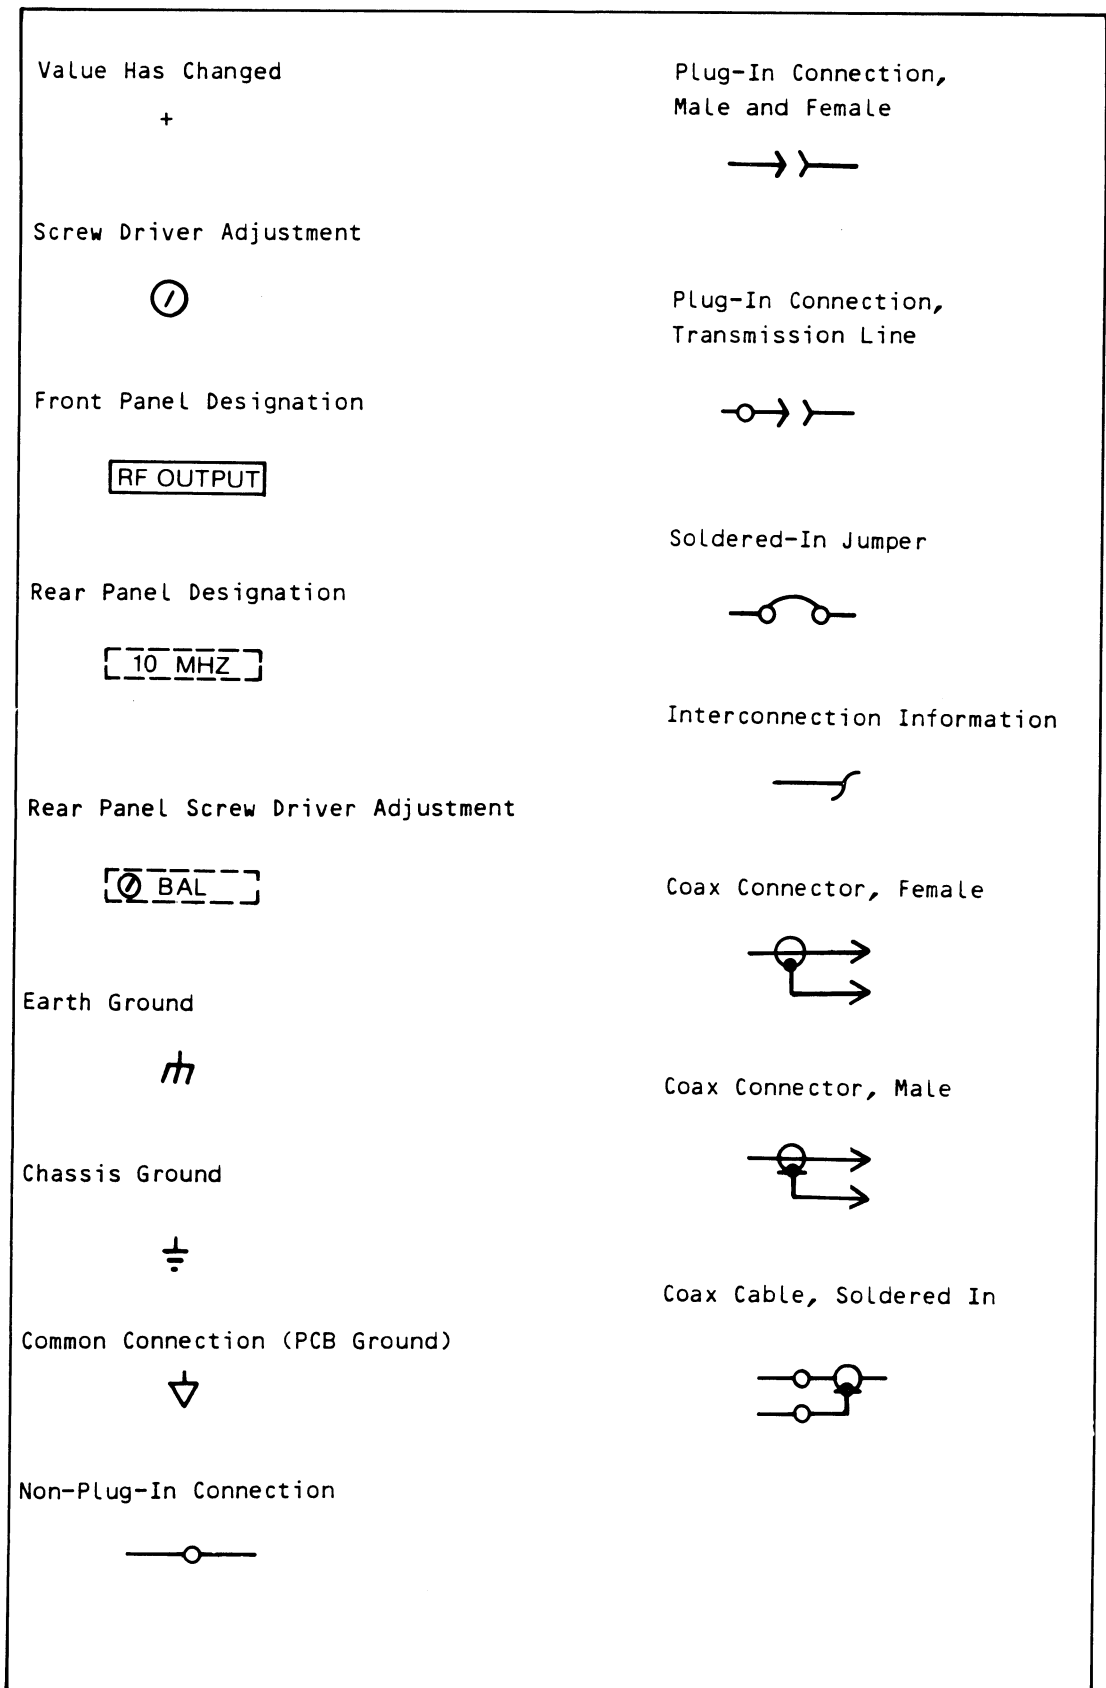 Value Has Changed
+
Screw Driver Adjustment
Front Panel Designation
RF OUTPUT
Rear Panel Designation
10 MHZ
Rear Panel Screw Driver Adjustment
BAL
Earth Ground
Chassis Ground
Common Connection (PCB Ground)
Non-Plug-In Connection
Plug-In Connection,
Male and Female
Plug-In Connection,
Transmission Line
Soldered-In Jumper
Interconnection Information
Coax Connector, Female
Coax Connector, Male
Coax Cable, Soldered In